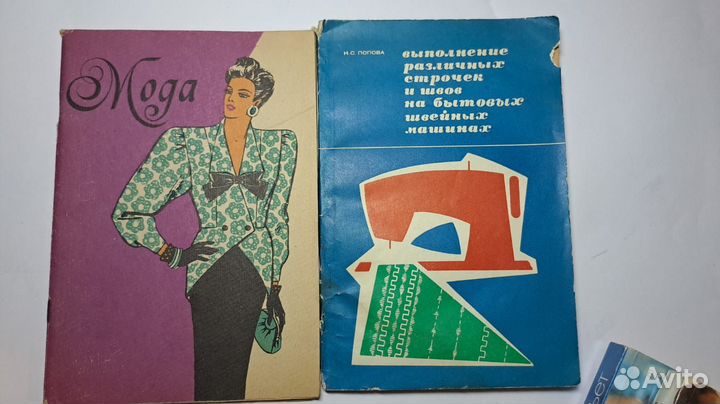 Мода
И.С. ПОПОВА
выполнение
различных
строчек
и швов
на бытовых
швейных
машинах
Avito